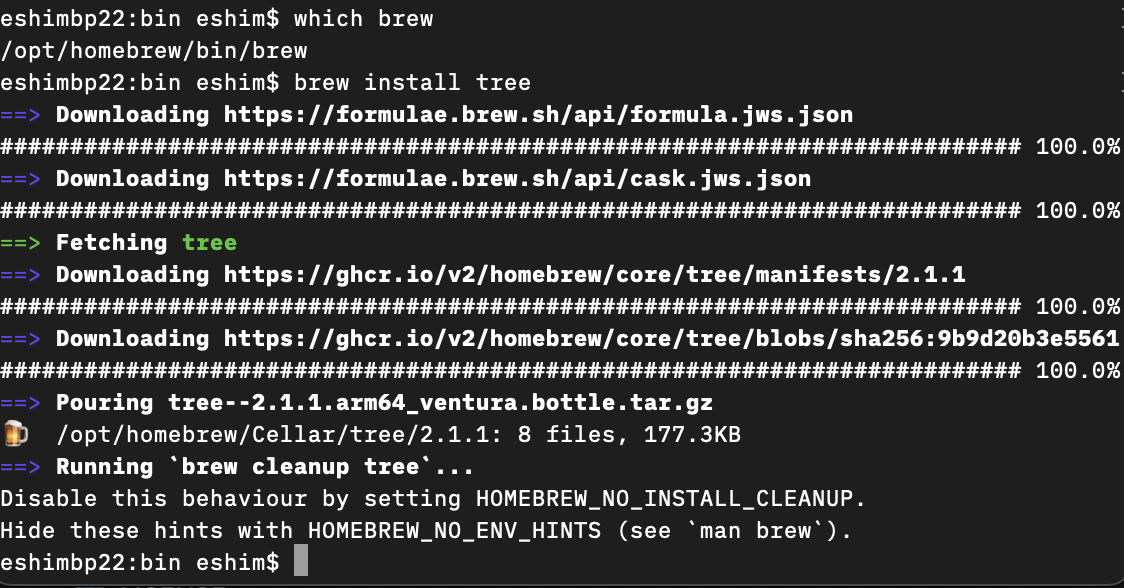 eshimbp22:bin eshim$ which brew
/opt/homebrew/bin/brew
eshimbp22:bin eshim$ brew install tree
==> Downloading https://formulae.brew.sh/api/formula.jws.json
######################################################################### 100.0%
==> Downloading https://formulae.brew.sh/api/cask.jws.json
######################################################################### 100.0%
==> Fetching tree
==> Downloading https://ghcr.io/v2/homebrew/core/tree/manifests/2.1.1
######################################################################### 100.0%
==> Downloading https://ghcr.io/v2/homebrew/core/tree/blobs/sha256:9b9d20b3e5561
######################################################################### 100.0%
==> Pouring tree--2.1.1.arm64_ventura.bottle.tar.gz
🍺  /opt/homebrew/Cellar/tree/2.1.1: 8 files, 177.3KB
==> Running `brew cleanup tree`...
Disable this behaviour by setting HOMEBREW_NO_INSTALL_CLEANUP.
Hide these hints with HOMEBREW_NO_ENV_HINTS (see `man brew`).
eshimbp22:bin eshim$